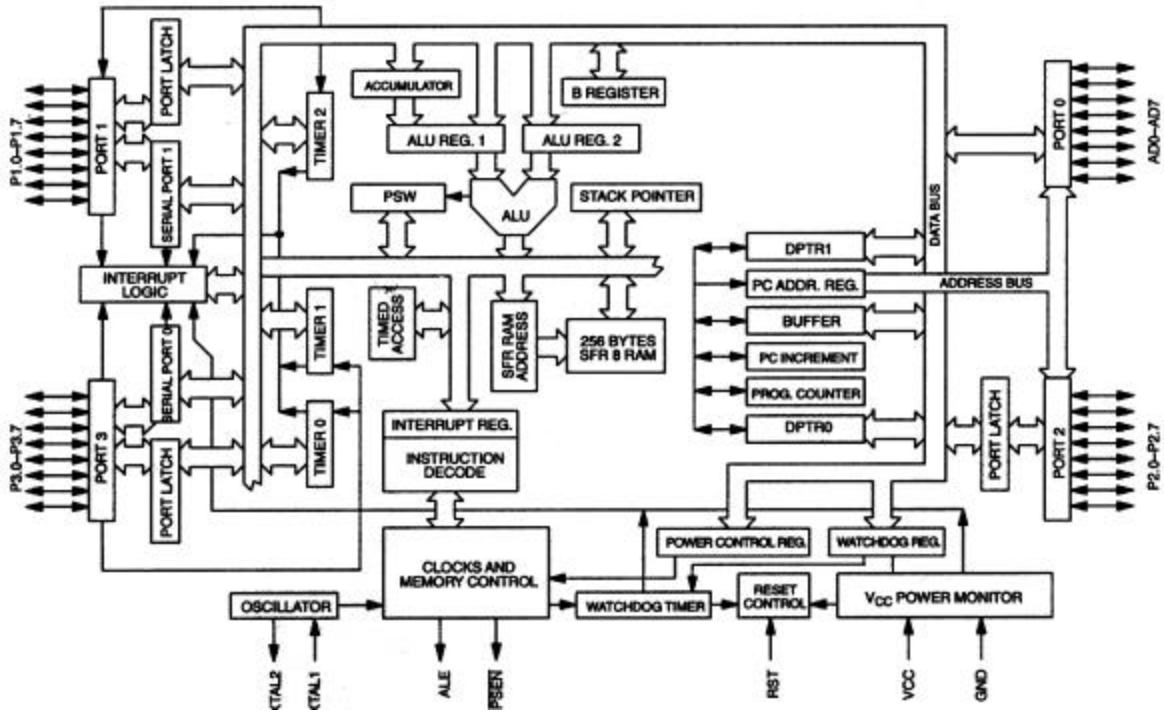 PORT LATCH
PORT 1
P1.0–P1.7
SERIAL PORT 1
TIMER 2
ACCUMULATOR
B REGISTER
ALU REG. 1
ALU REG. 2
PSW
ALU
STACK POINTER
DATA BUS
PORT 0
AD0–AD7
INTERRUPT
LOGIC
TIMER 1
TIMED
ACCESS
SFR RAM
ADDRESS
256 BYTES
SFR 8 RAM
DPTR1
PC ADDR. REG.
ADDRESS BUS
BUFFER
PC INCREMENT
PROG. COUNTER
DPTR0
SERIAL PORT 0
PORT 3
P3.0–P3.7
PORT LATCH
TIMER 0
INTERRUPT REG.
INSTRUCTION
DECODE
PORT LATCH
PORT 2
P2.0–P2.7
CLOCKS AND
MEMORY CONTROL
POWER CONTROL REG.
WATCHDOG REG.
OSCILLATOR
WATCHDOG TIMER
RESET
CONTROL
VCC POWER MONITOR
XTAL2
XTAL1
ALE
PSEN
RST
VCC
GND